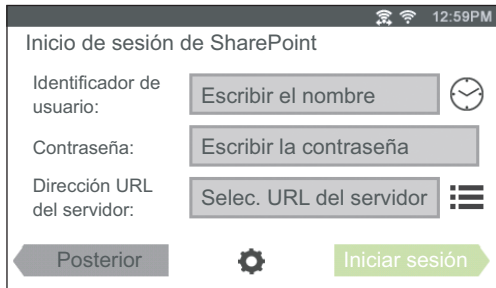 12:59PM
Inicio de sesión de SharePoint
Identificador de
usuario:
Escribir el nombre
Contraseña:
Escribir la contraseña
Dirección URL
del servidor:
Selec. URL del servidor
Posterior
Iniciar sesión